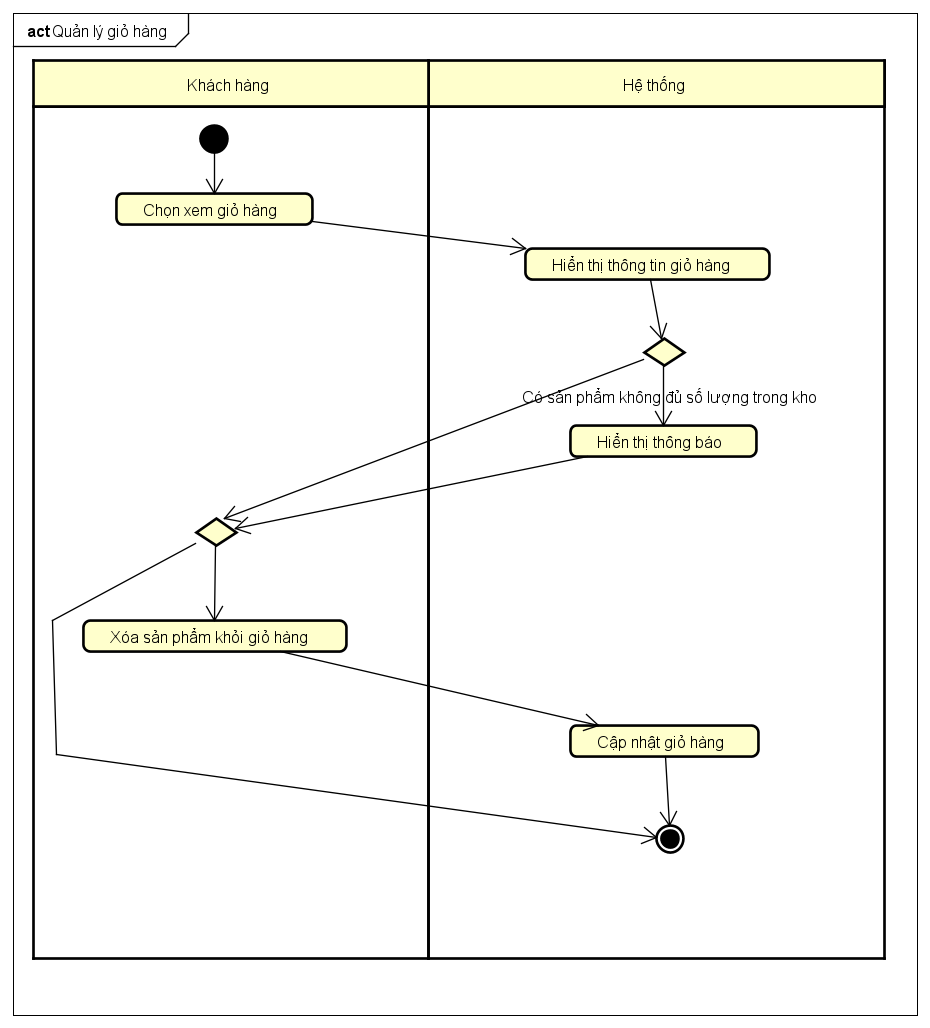 act Quản lý giỏ hàng
Khách hàng
Hệ thống
Chọn xem giỏ hàng
Hiển thị thông tin giỏ hàng
Có sản phẩm không đủ số lượng trong kho
Hiển thị thông báo
Xóa sản phẩm khỏi giỏ hàng
Cập nhật giỏ hàng